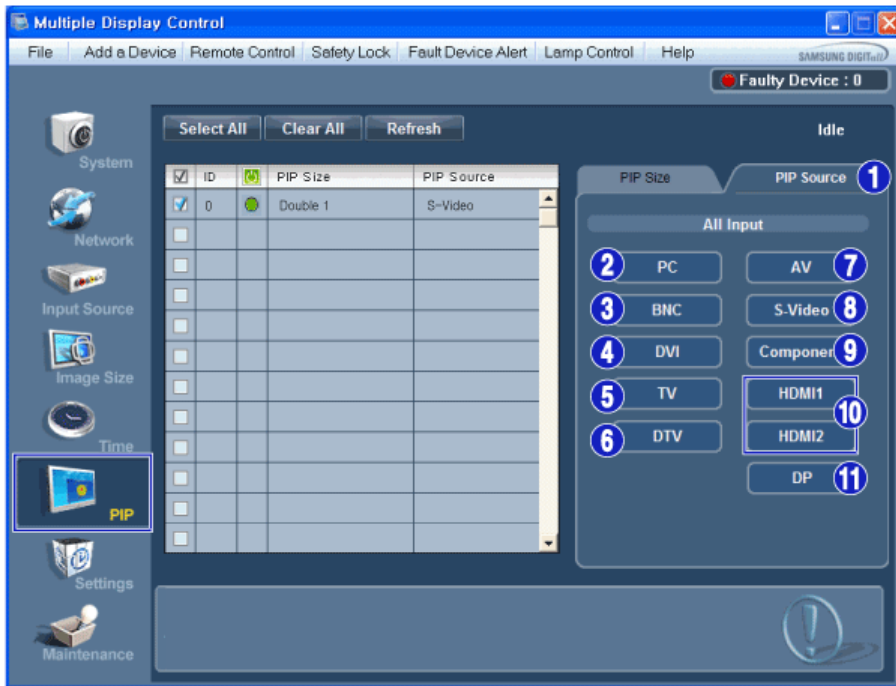 Multiple Display Control
File Add a Device Remote Control Safety Lock Fault Device Alert Lamp Control Help SAMSUNG DIGITall
Faulty Device : 0
Select All Clear All Refresh Idle
System
Network
Input Source
Image Size
Time
PIP
Settings
Maintenance
ID PIP Size PIP Source
0 Double 1 S-Video
PIP Size PIP Source 1
All Input
2 PC AV 7
3 BNC S-Video 8
4 DVI Componen 9
5 TV HDMI1
10
6 DTV HDMI2
DP 11